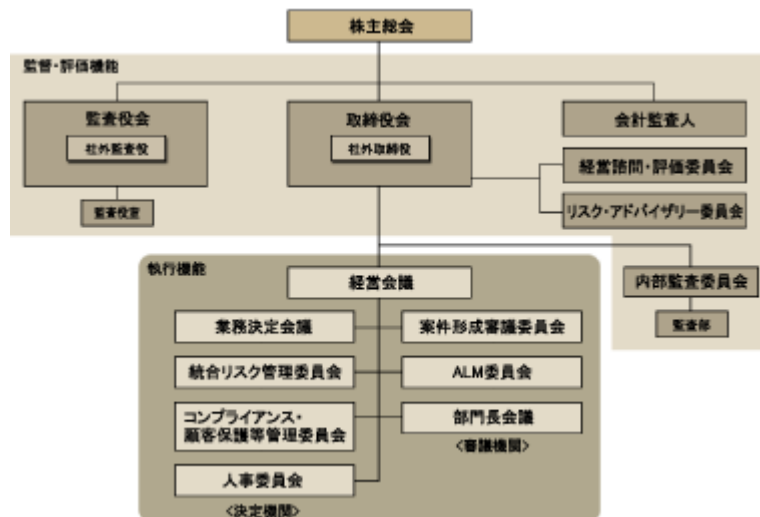 株主総会
監督・評価機能
監査役会
社外監査役
監査役室
取締役会
社外取締役
会計監査人
経営諮問・評価委員会
リスク・アドバイザリー委員会
内部監査委員会
監査部
執行機能
経営会議
業務決定会議
案件形成審議委員会
統合リスク管理委員会
ALM委員会
コンプライアンス・
顧客保護等管理委員会
部門長会議
<審議機関>
人事委員会
<決定機関>